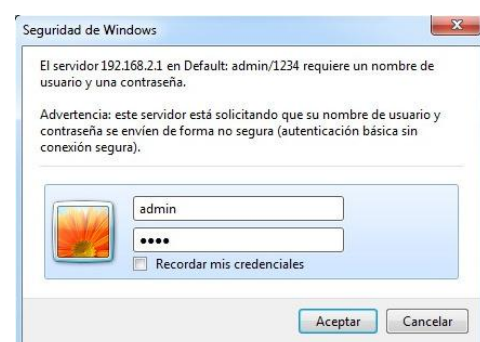 Seguridad de Windows
El servidor 192.168.2.1 en Default: admin/1234 requiere un nombre de
usuario y una contraseña.
Advertencia: este servidor está solicitando que su nombre de usuario y
contraseña se envíen de forma no segura (autenticación básica sin
conexión segura).
admin
••••
Recordar mis credenciales
Aceptar Cancelar